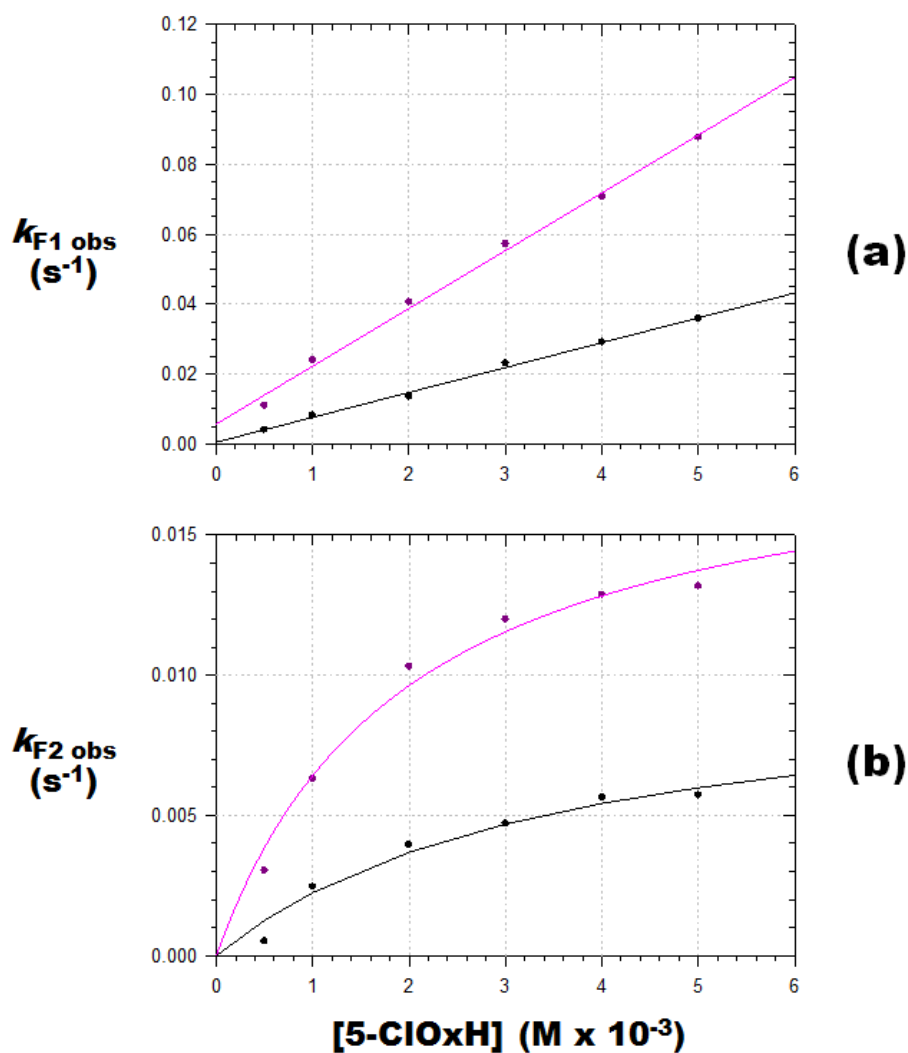 0.12
0.10
0.08
k_F1 obs
(s⁻¹)
0.06
(a)
0.04
0.02
0.00
0 1 2 3 4 5 6
0.015
0.010
k_F2 obs
(s⁻¹)
(b)
0.005
0.000
0 1 2 3 4 5 6
[5-ClOxH] (M x 10⁻³)